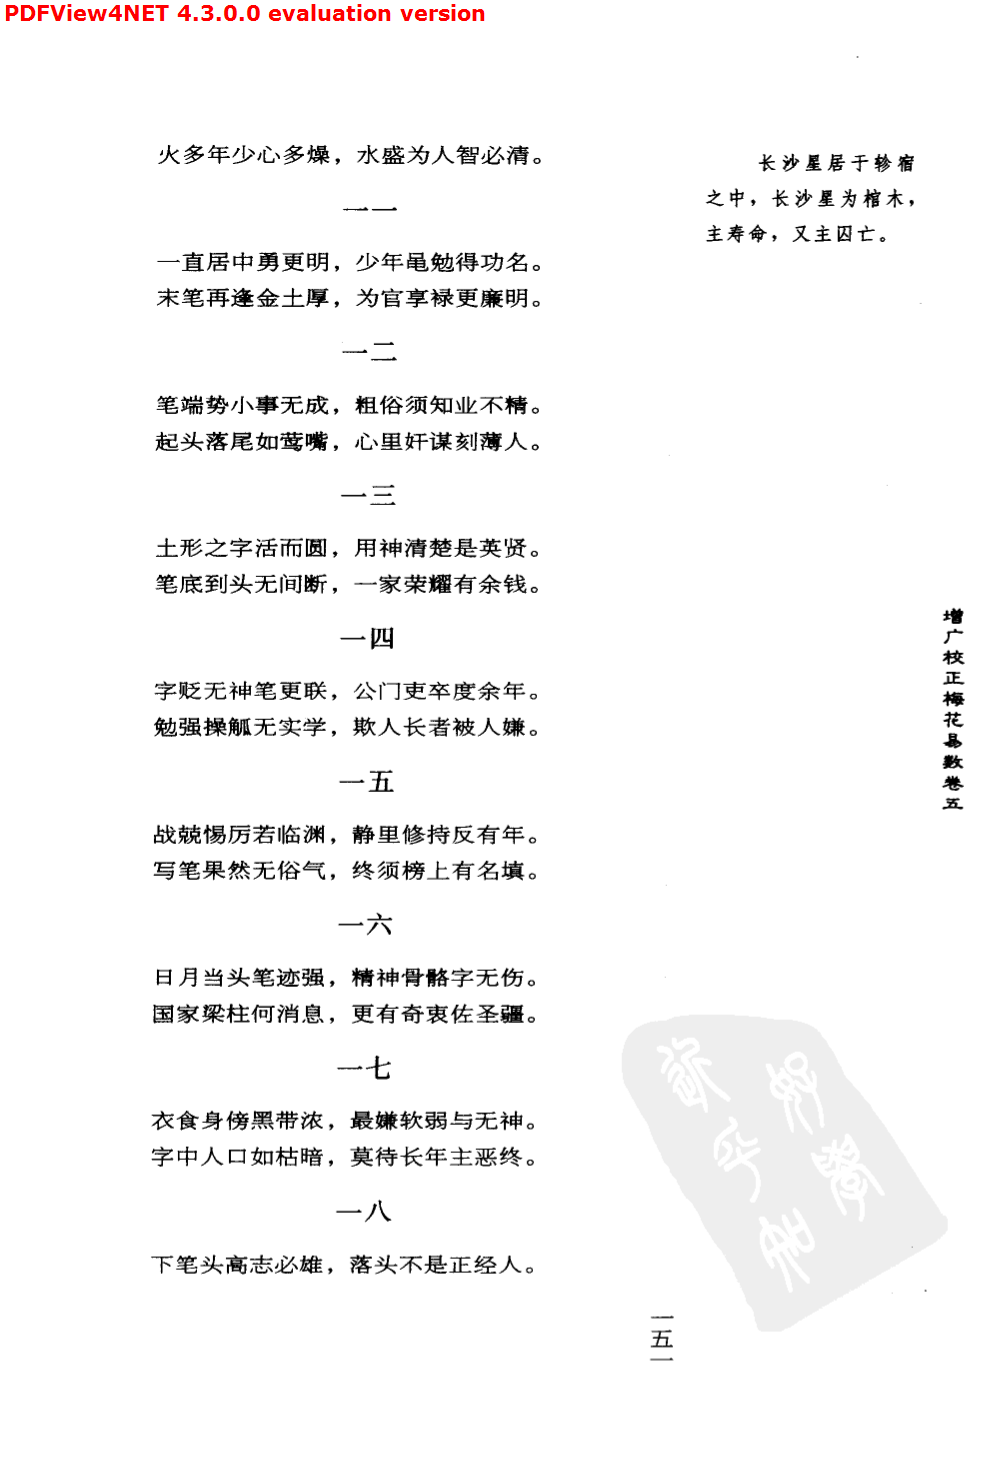 PDFView4NET 4.3.0.0 evaluation version
火多年少心多燥，水盛为人智必清。
一一
一直居中勇更明，少年黾勉得功名。
末笔再逢金土厚，为官享禄更廉明。
一二
笔端势小事无成，粗俗须知业不精。
起头落尾如莺嘴，心里奸谋刻薄人。
一三
土形之字活而圆，用神清楚是英贤。
笔底到头无间断，一家荣耀有余钱。
一四
字贬无神笔更联，公门吏卒度余年。
勉强操觚无实学，欺人长者被人嫌。
一五
战兢惕厉若临渊，静里修持反有年。
写笔果然无俗气，终须榜上有名填。
一六
日月当头笔迹强，精神骨骼字无伤。
国家梁柱何消息，更有奇衷佐圣疆。
一七
衣食身傍黑带浓，最嫌软弱与无神。
字中人口如枯暗，莫待长年主恶终。
一八
下笔头高志必雄，落头不是正经人。
长沙星居于轸宿
之中，长沙星为棺木，
主寿命，又主囚亡。
增广校正梅花易数卷五
一五一